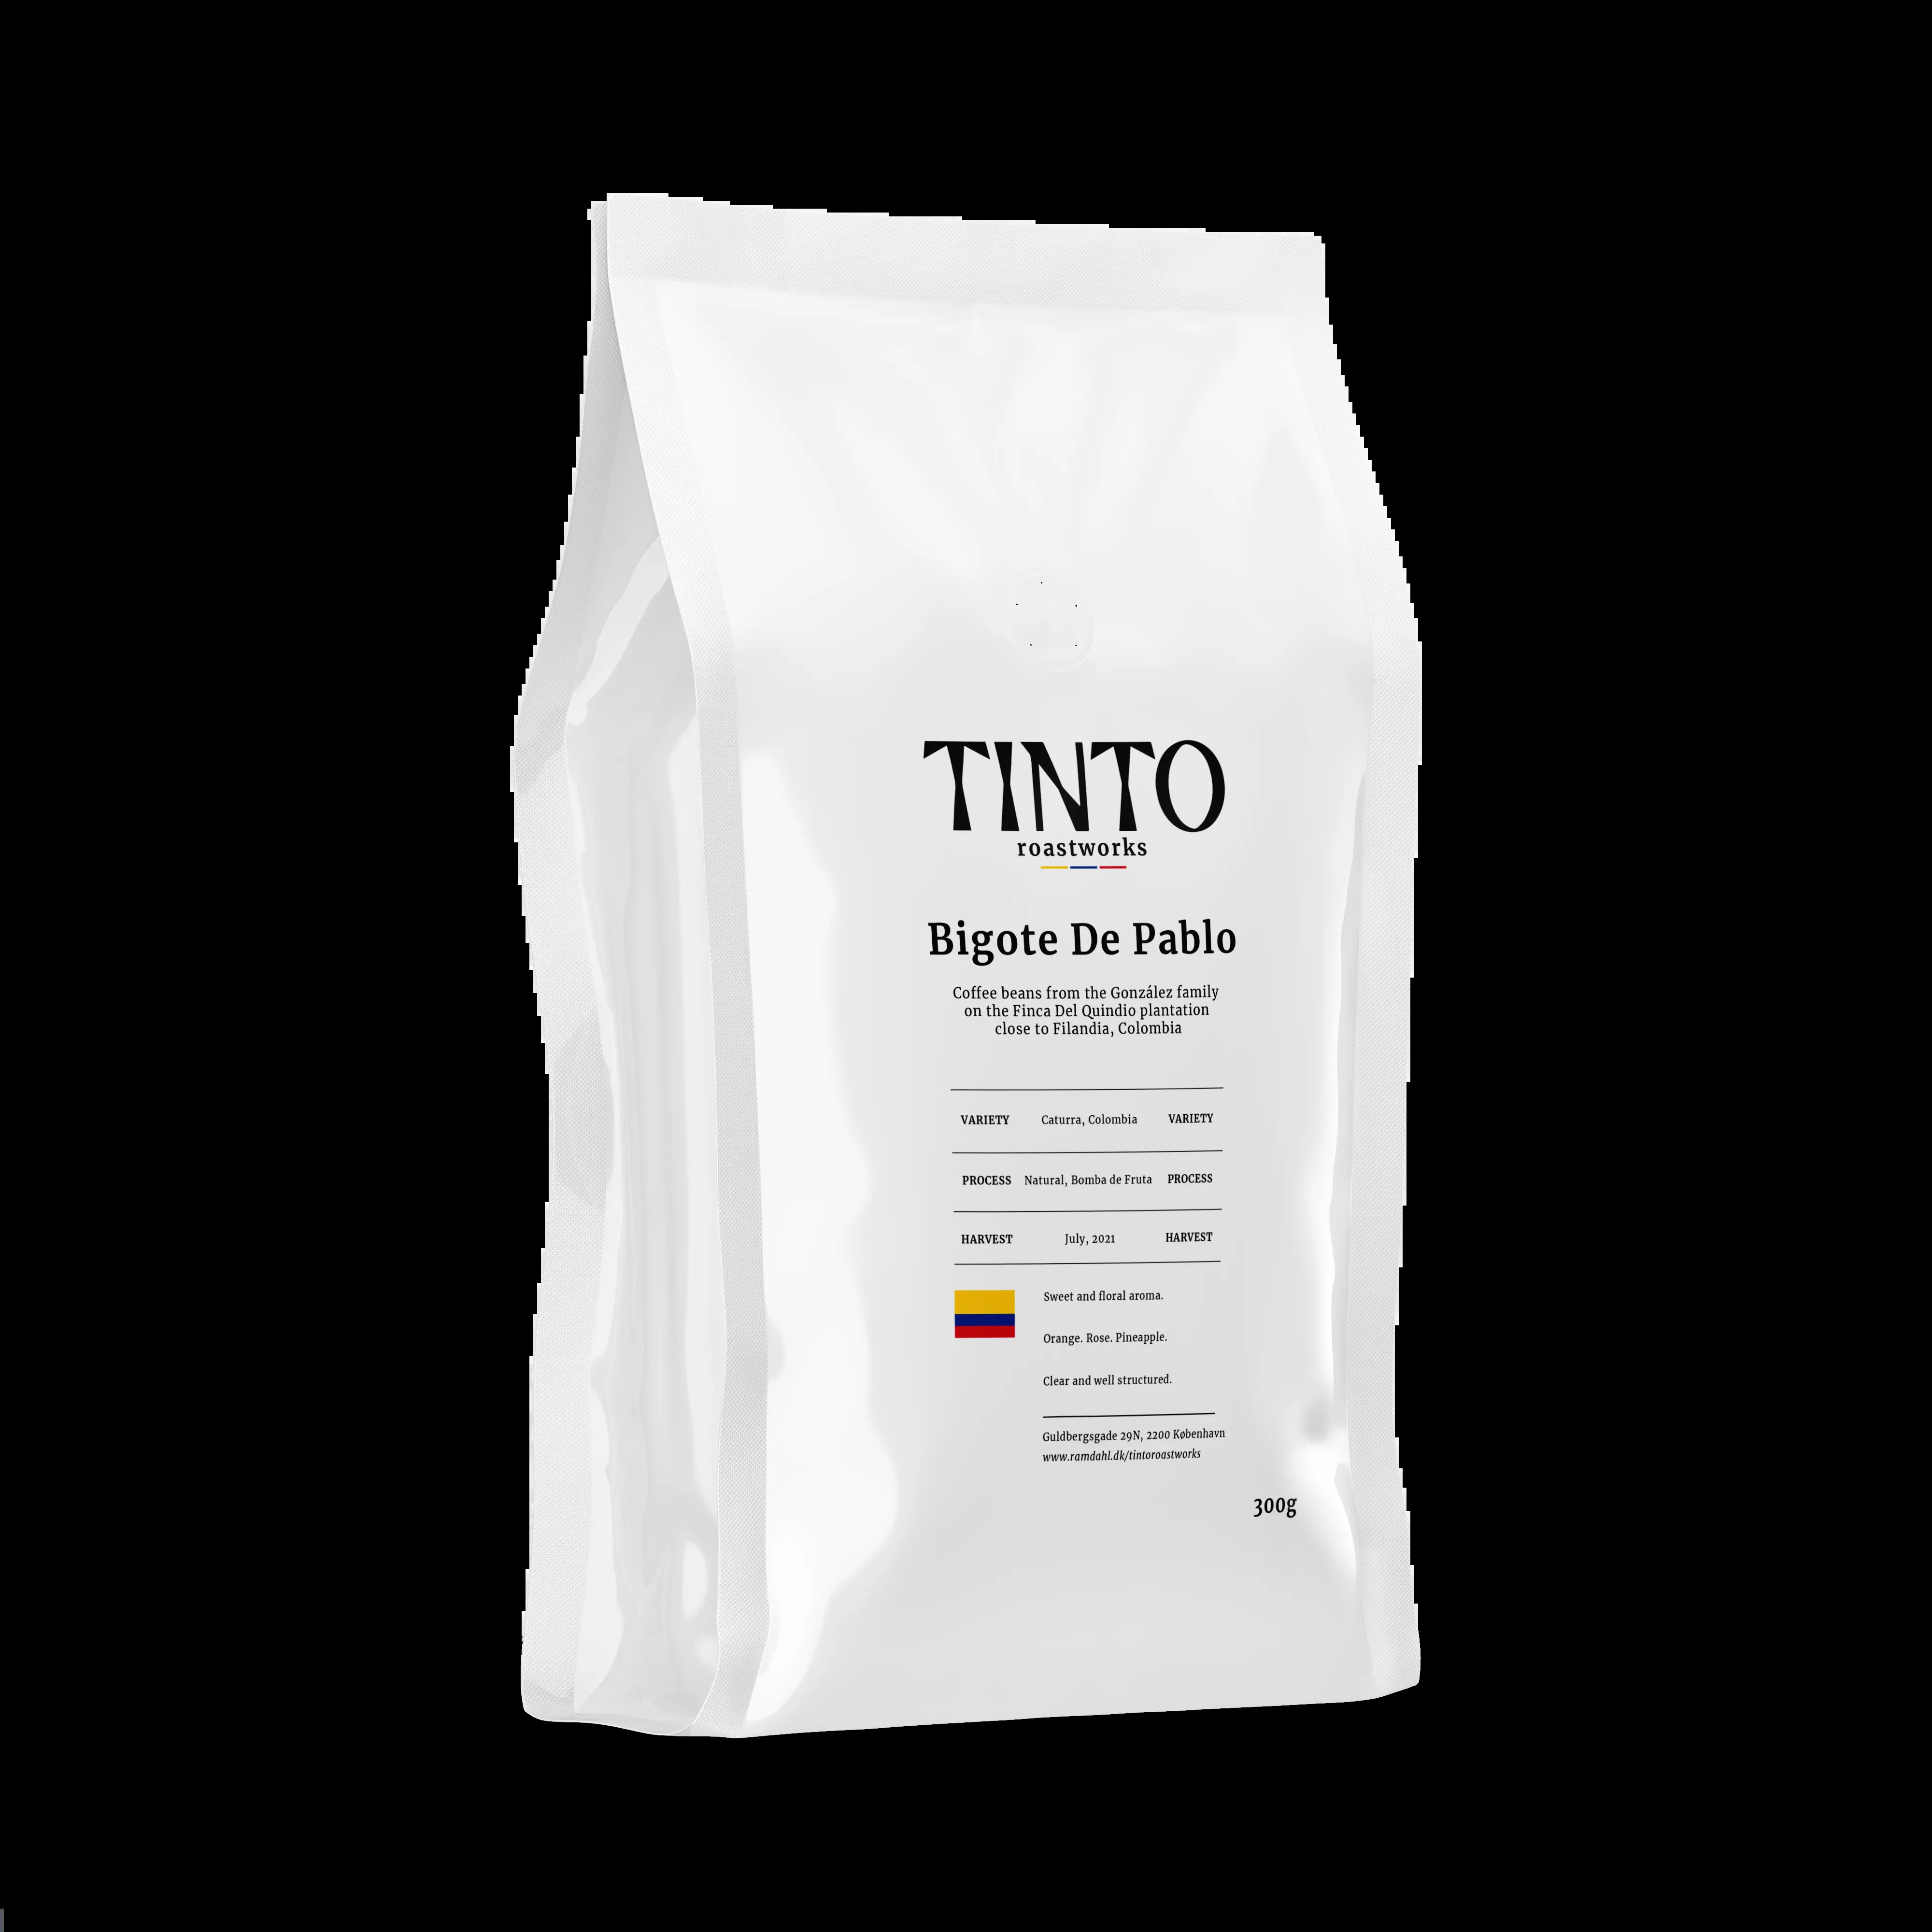 TINTO
roastworks
Bigote De Pablo
Coffee beans from the González family
on the Finca Del Quindio plantation
close to Filandia, Colombia
VARIETY Caturra, Colombia VARIETY
PROCESS Natural, Bomba de Fruta PROCESS
HARVEST July, 2021 HARVEST
Sweet and floral aroma.
Orange. Rose. Pineapple.
Clear and well structured.
Guldbergsgade 29N, 2200 København
www.ramdahl.dk/tintoroastworks
300g